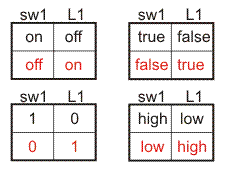 sw1 L1
on off
off on
sw1 L1
true false
false true
sw1 L1
1 0
0 1
sw1 L1
high low
low high